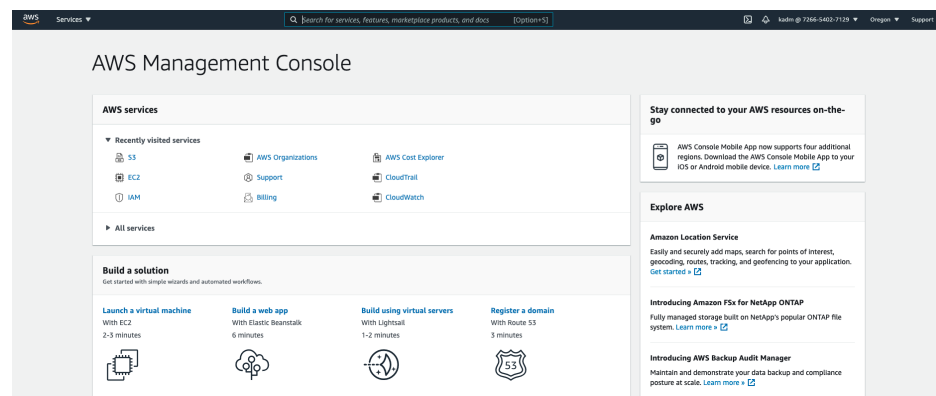 aws
Services ▼
Search for services, features, marketplace products, and docs [Option+S]
kadm @ 7266-5402-7129 ▼
Oregon ▼
Support
AWS Management Console
AWS services
▼ Recently visited services
S3
AWS Organizations
AWS Cost Explorer
EC2
Support
CloudTrail
IAM
Billing
CloudWatch
▶ All services
Build a solution
Get started with simple wizards and automated workflows.
Launch a virtual machine
With EC2
2-3 minutes
Build a web app
With Elastic Beanstalk
6 minutes
Build using virtual servers
With Lightsail
1-2 minutes
Register a domain
With Route 53
3 minutes
53
Stay connected to your AWS resources on-the-
go
AWS Console Mobile App now supports four additional
regions. Download the AWS Console Mobile App to your
iOS or Android mobile device. Learn more
Explore AWS
Amazon Location Service
Easily and securely add maps, search for points of interest,
geocoding, routes, tracking, and geofencing to your application.
Get started »
Introducing Amazon FSx for NetApp ONTAP
Fully managed storage built on NetApp's popular ONTAP file
system. Learn more »
Introducing AWS Backup Audit Manager
Maintain and demonstrate your data backup and compliance
posture at scale. Learn more »